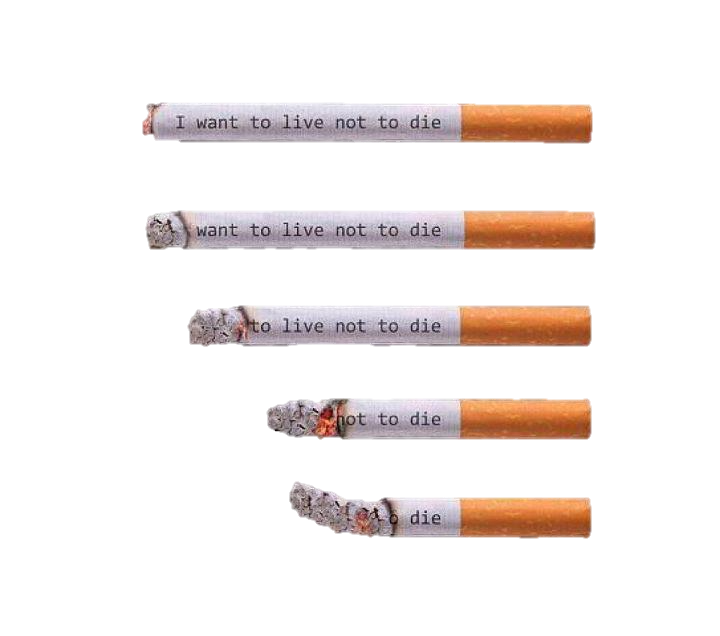 I want to live not to die
want to live not to die
to live not to die
not to die
o die